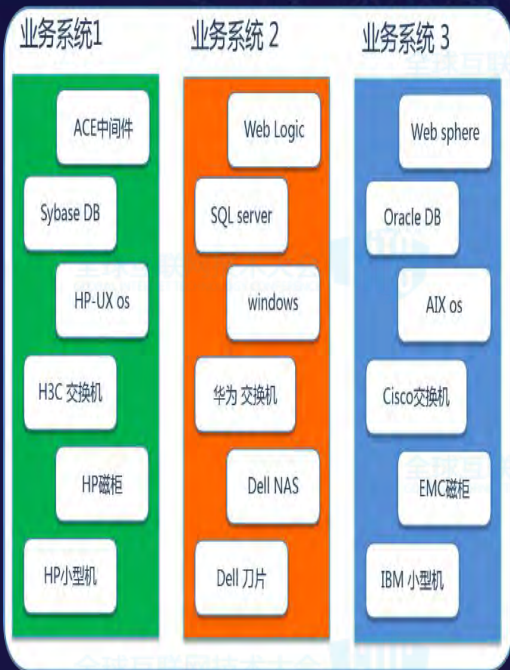 业务系统1
ACE中间件
Sybase DB
HP-UX os
H3C 交换机
HP磁柜
HP小型机
业务系统 2
Web Logic
SQL server
windows
华为 交换机
Dell NAS
Dell 刀片
业务系统 3
Web sphere
Oracle DB
AIX os
Cisco交换机
EMC磁柜
IBM 小型机